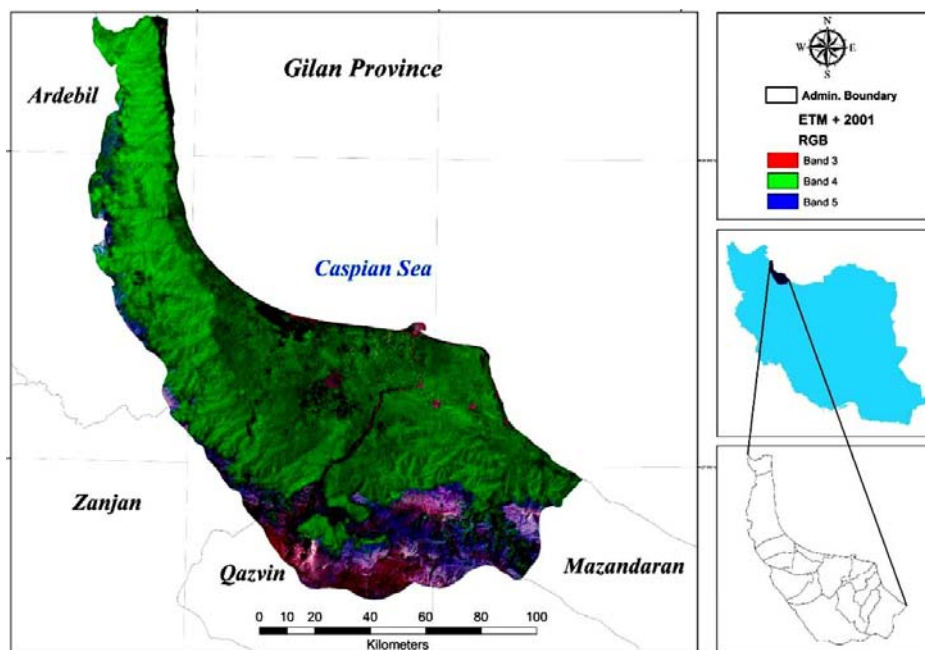 Gilan Province
Ardebil
Caspian Sea
Zanjan
Qazvin
Mazandaran
0 10 20 40 60 80 100
Kilometers
N
W E
S
Admin. Boundary
ETM + 2001
RGB
Band 3
Band 4
Band 5